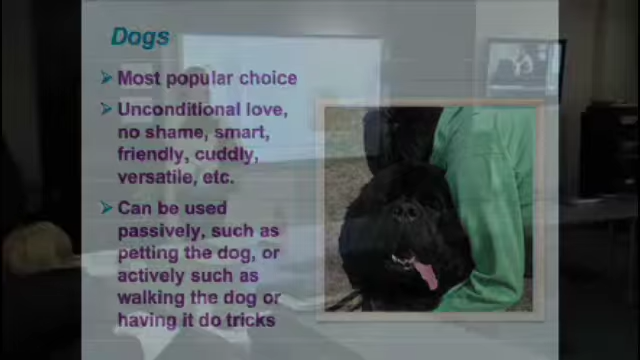 Dogs
Most popular choice
Unconditional love,
no shame, smart,
friendly, cuddly,
versatile, etc.
Can be used
passively, such as
petting the dog, or
actively such as
walking the dog or
having it do tricks